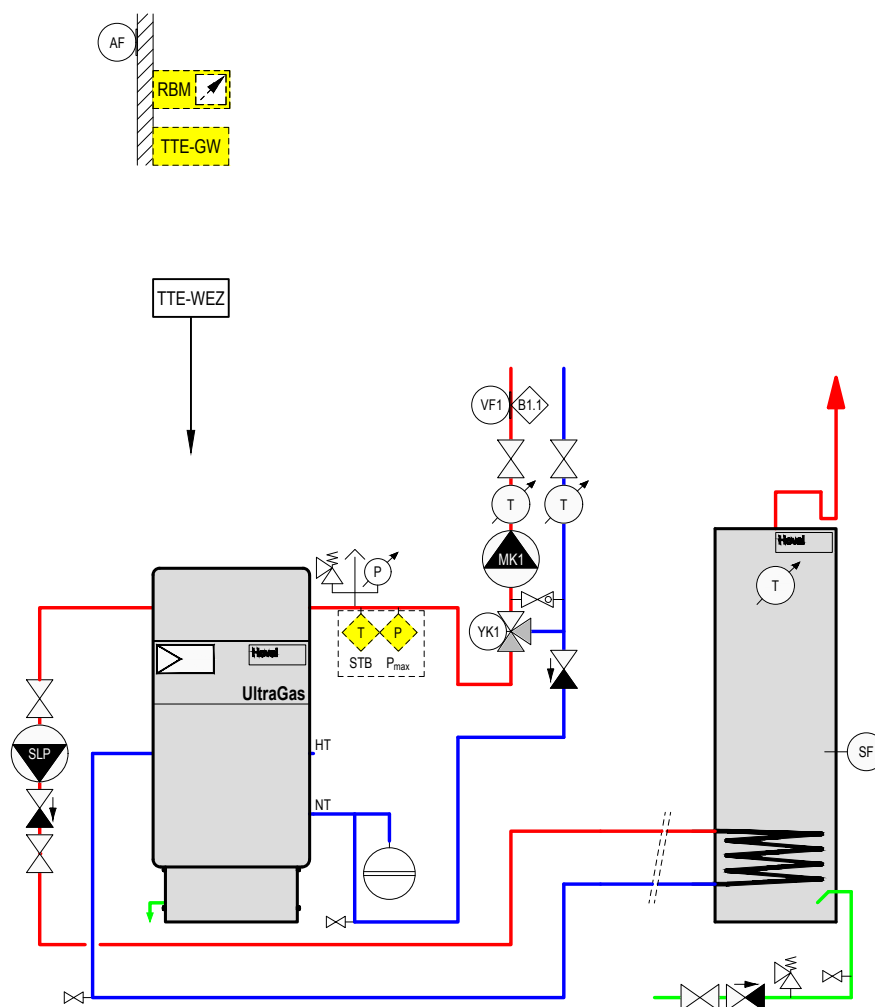 AF
RBM
TTE-GW
TTE-WEZ
VF1 B1.1
T T
MK1
P
Hoval
T
T P
YK1
STB Pmax
Hoval
UltraGas
SLP
HT
SF
NT